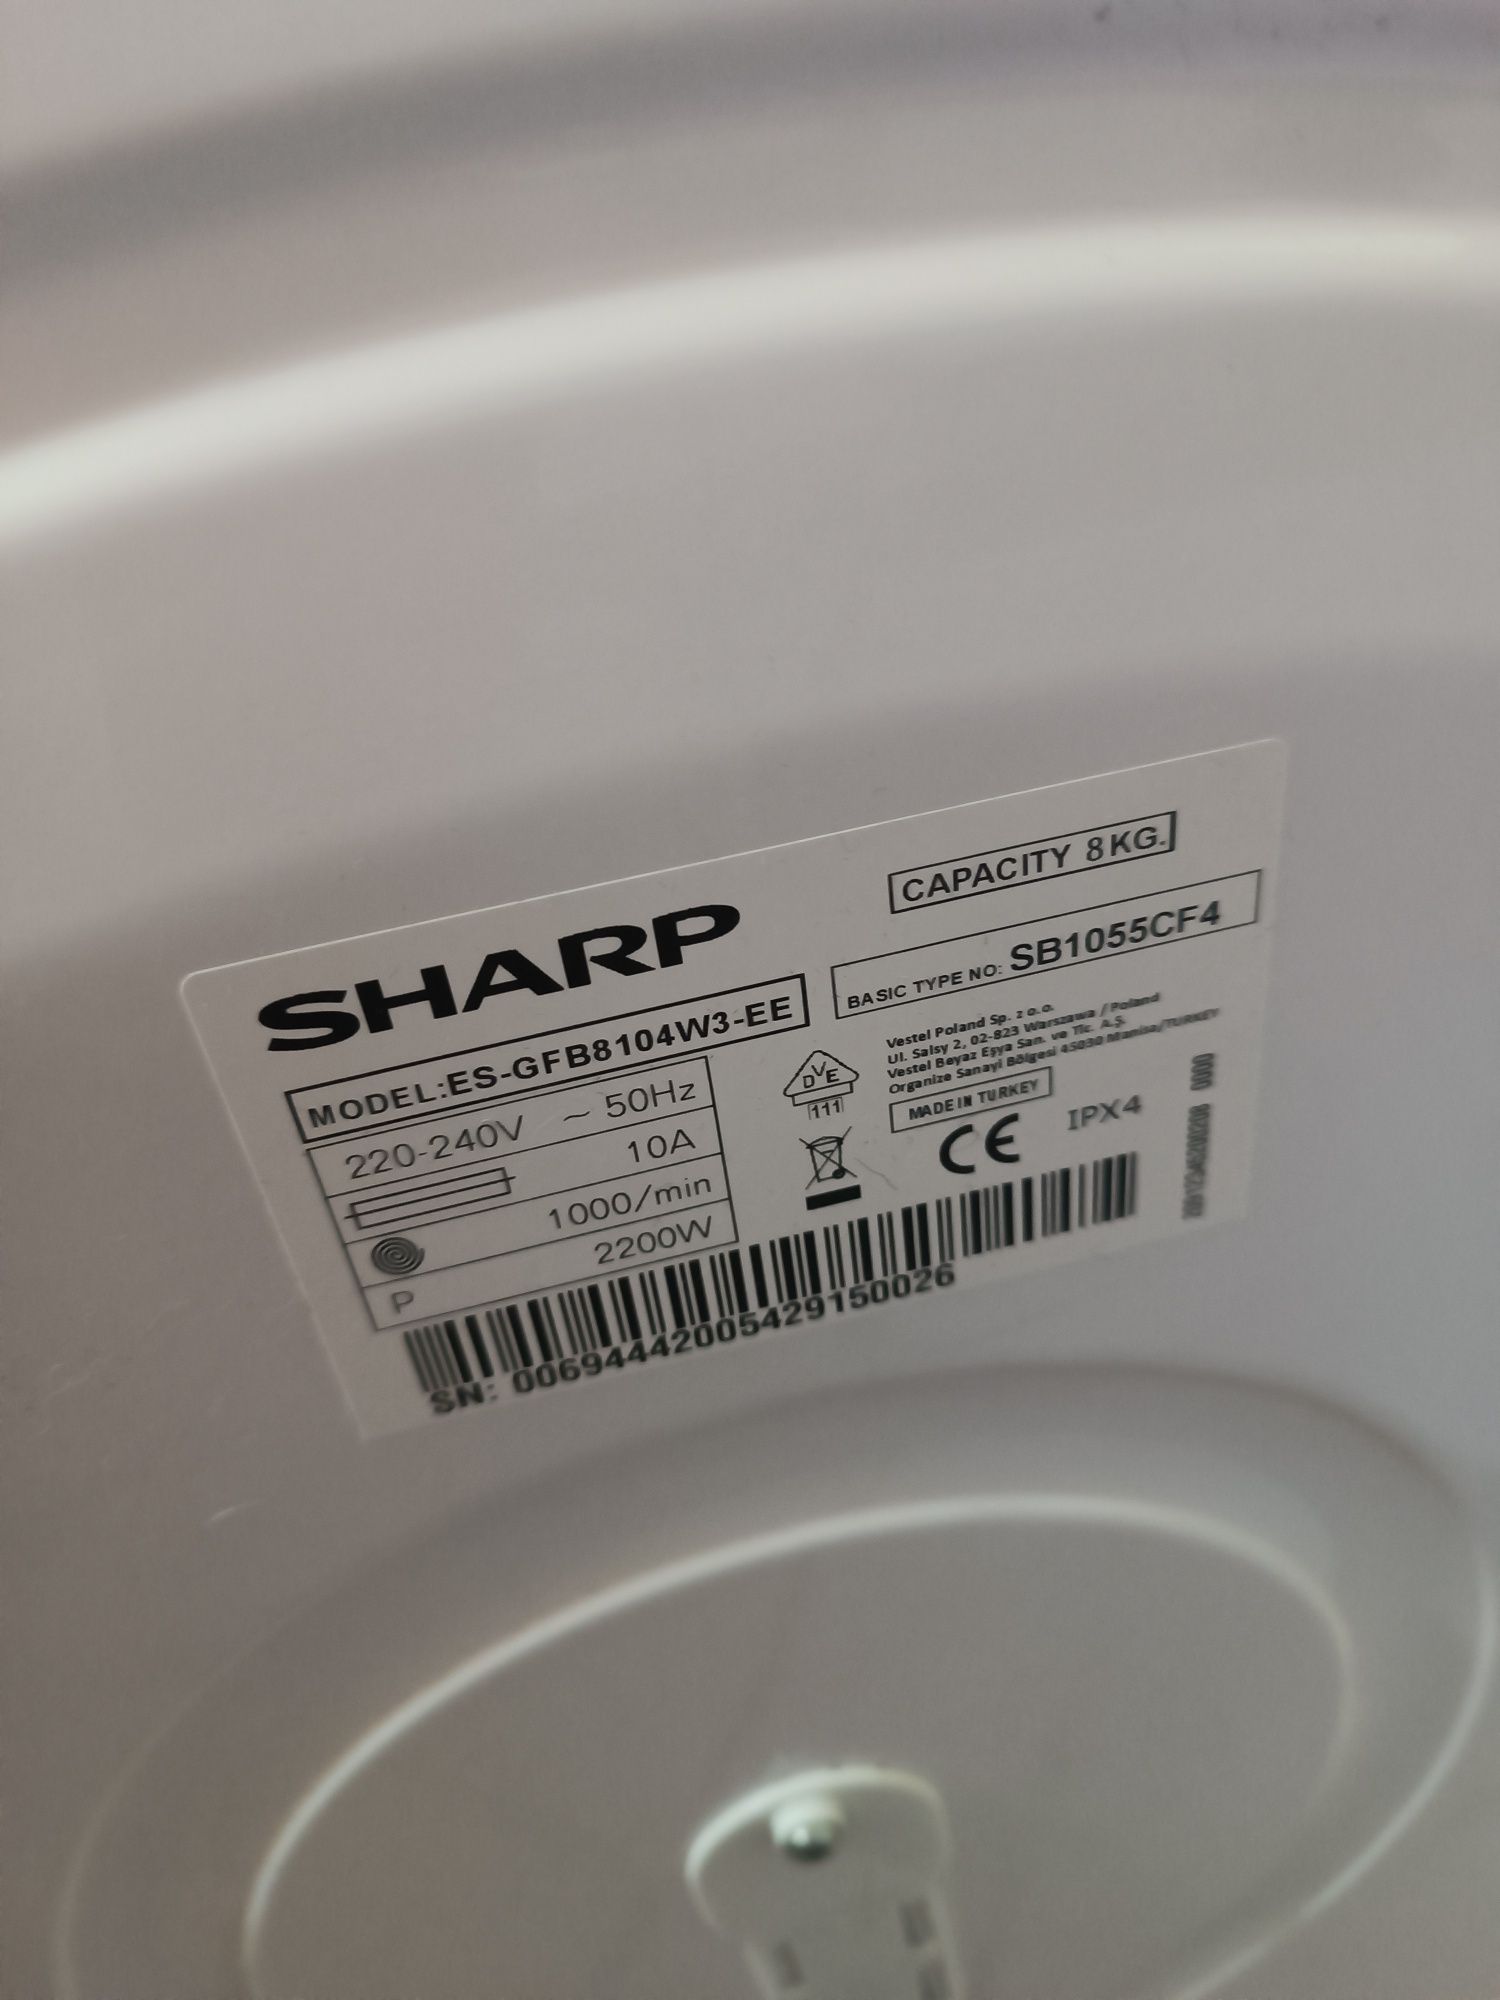 SHARP
CAPACITY 8KG.
MODEL:ES-GFB8104W3-EE
BASIC TYPE NO: SB1055CF4
220-240V ~ 50Hz
10A
1000/min
P 2200W
DVE
111
Vestel Poland Sp. z o.o.
Ul. Salsy 2, 02-823 Warszawa / Poland
Vestel Beyaz Eşya San. ve Tic. A.Ş.
Organize Sanayi Bölgesi 45030 Manisa/TURKEY
MADE IN TURKEY
CE IPX4
SN: 00694442005429150026